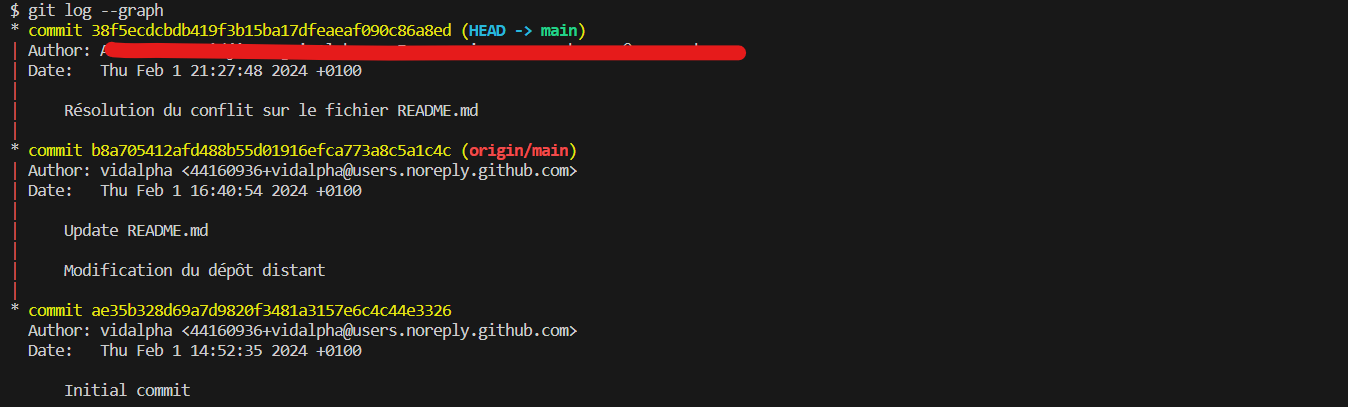 $ git log --graph
* commit 38f5ecdcbdb419f3b15ba17dfeaeaf090c86a8ed (HEAD -> main)
| Author:
| Date:   Thu Feb 1 21:27:48 2024 +0100
|
|     Résolution du conflit sur le fichier README.md
|
* commit b8a705412afd488b55d01916efca773a8c5a1c4c (origin/main)
| Author: vidalpha <44160936+vidalpha@users.noreply.github.com>
| Date:   Thu Feb 1 16:40:54 2024 +0100
|
|     Update README.md
|
|     Modification du dépôt distant
|
* commit ae35b328d69a7d9820f3481a3157e6c4c44e3326
  Author: vidalpha <44160936+vidalpha@users.noreply.github.com>
  Date:   Thu Feb 1 14:52:35 2024 +0100

      Initial commit